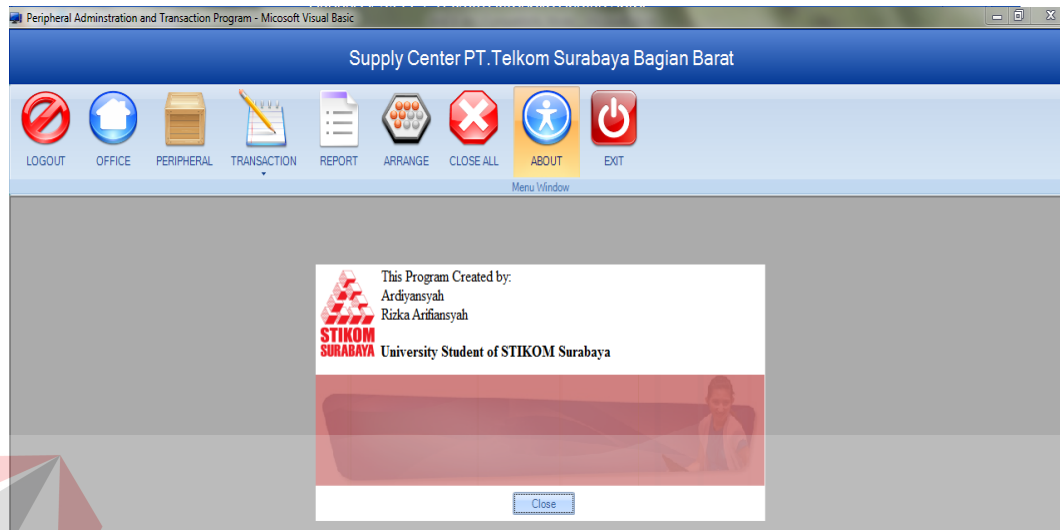 Peripheral Adminstration and Transaction Program - Micosoft Visual Basic
Supply Center PT.Telkom Surabaya Bagian Barat
LOGOUT OFFICE PERIPHERAL TRANSACTION REPORT ARRANGE CLOSE ALL ABOUT EXIT
Menu Window
This Program Created by:
Ardiyansyah
Rizka Arifiansyah
STIKOM
SURABAYA
University Student of STIKOM Surabaya
Close